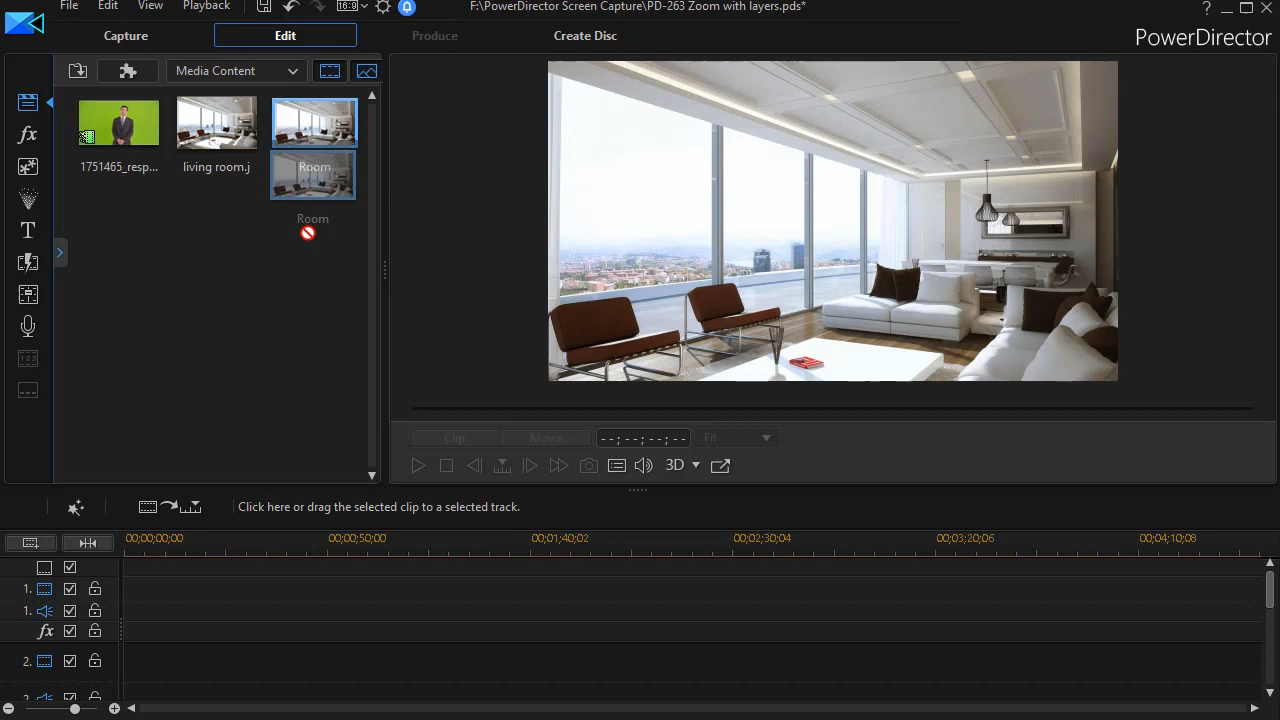 File Edit View Playback 16:9 F:\PowerDirector Screen Capture\PD-263 Zoom with layers.pds* ?
Capture Edit Produce Create Disc PowerDirector
Media Content
fx
1751465_resp... living room.j Room
Room
T
Clip Movie --;--;--;-- Fit
3D
Click here or drag the selected clip to a selected track.
00;00;00;00 00;00;50;00 00;01;40;02 00;02;30;04 00;03;20;06 00;04;10;08
1.
1.
fx
2.
2.